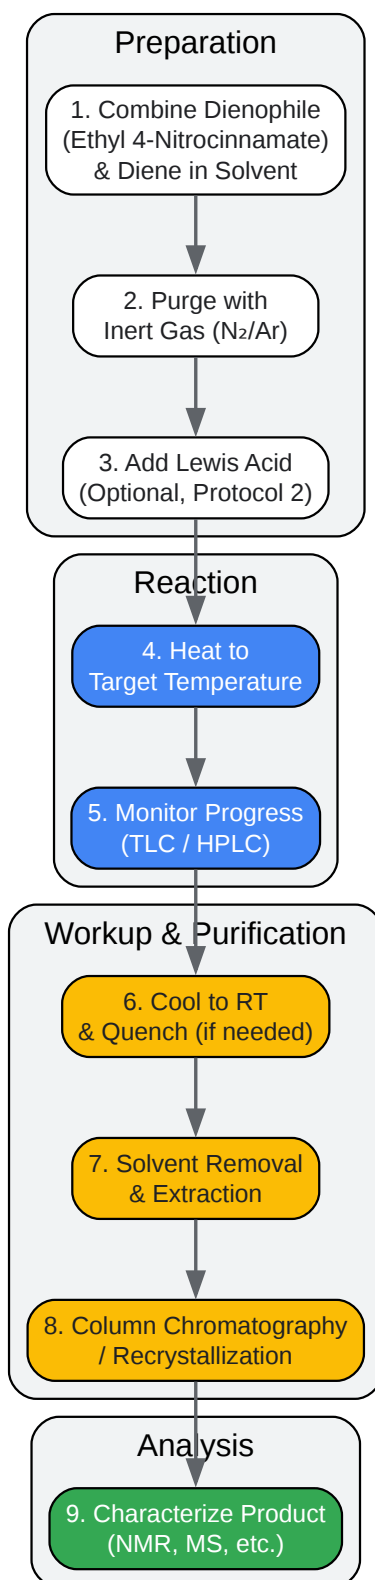 Preparation
1. Combine Dienophile
(Ethyl 4-Nitrocinnamate)
& Diene in Solvent
2. Purge with
Inert Gas (N₂/Ar)
3. Add Lewis Acid
(Optional, Protocol 2)
Reaction
4. Heat to
Target Temperature
5. Monitor Progress
(TLC / HPLC)
Workup & Purification
6. Cool to RT
& Quench (if needed)
7. Solvent Removal
& Extraction
8. Column Chromatography
/ Recrystallization
Analysis
9. Characterize Product
(NMR, MS, etc.)